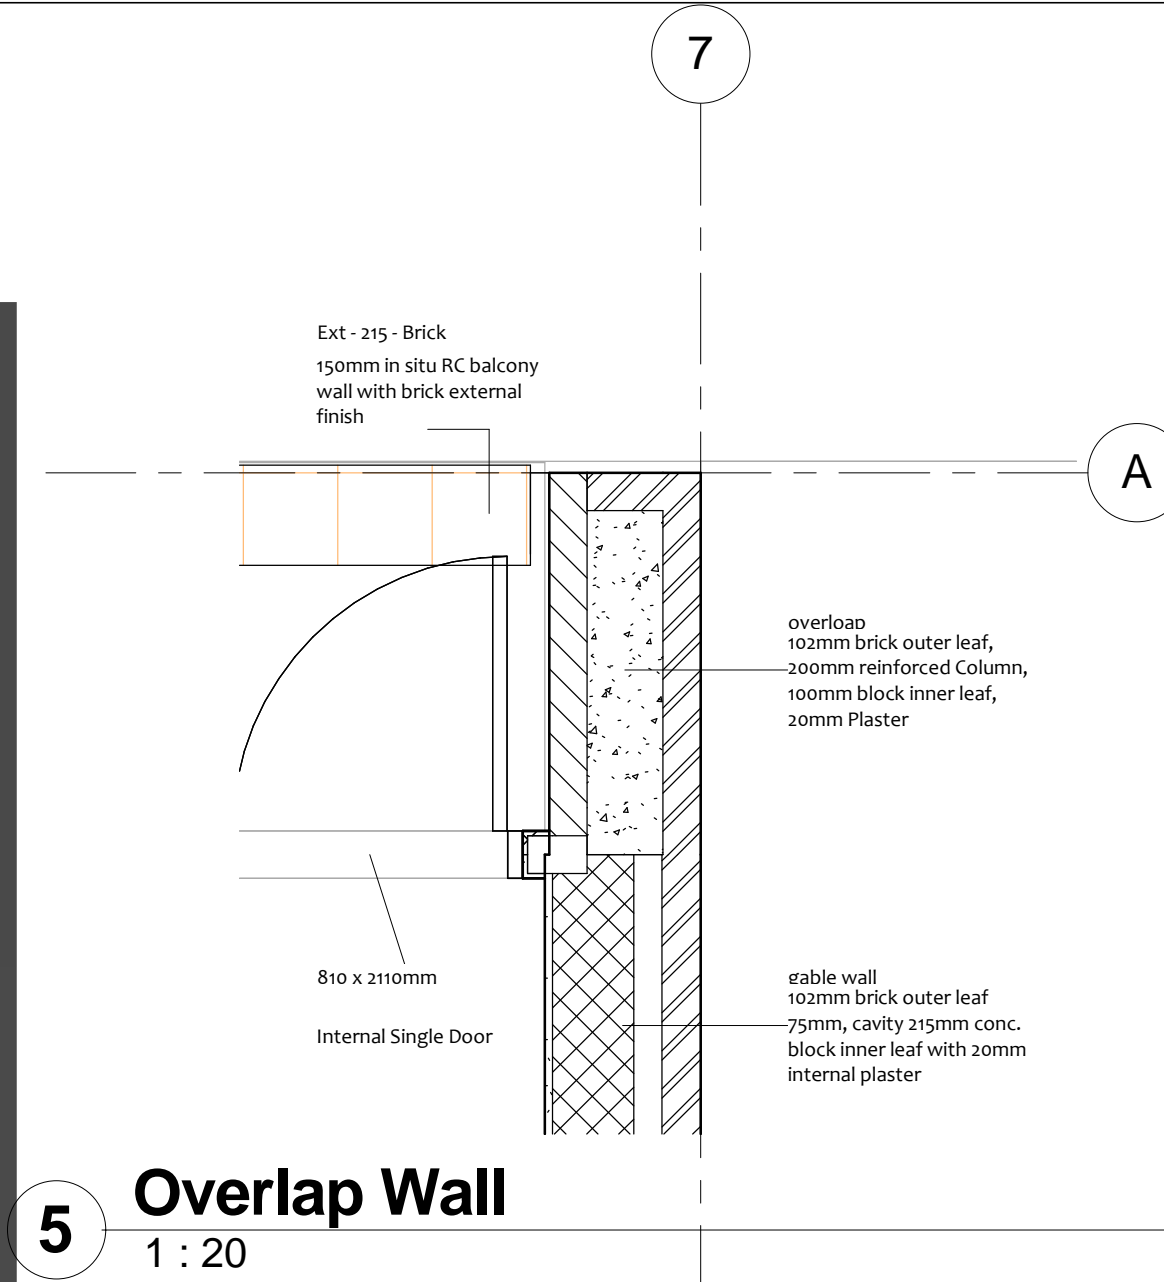 7
Ext - 215 - Brick
150mm in situ RC balcony
wall with brick external
finish
A
overloap
102mm brick outer leaf,
200mm reinforced Column,
100mm block inner leaf,
20mm Plaster
810 x 2110mm
Internal Single Door
gable wall
102mm brick outer leaf
75mm, cavity 215mm conc.
block inner leaf with 20mm
internal plaster
5
Overlap Wall
1 : 20